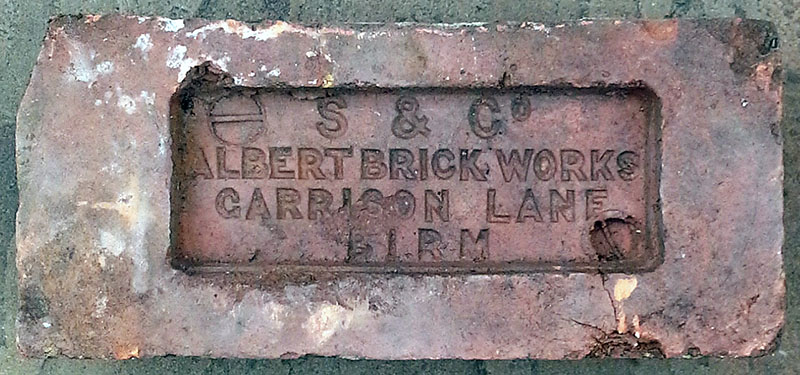 S & Co
ALBERT BRICK WORKS
GARRISON LANE
BIRM